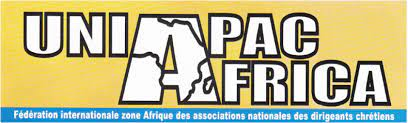 UNIAPAC
AFRICA
Fédération internationale zone Afrique des associations nationales des dirigeants chrétiens